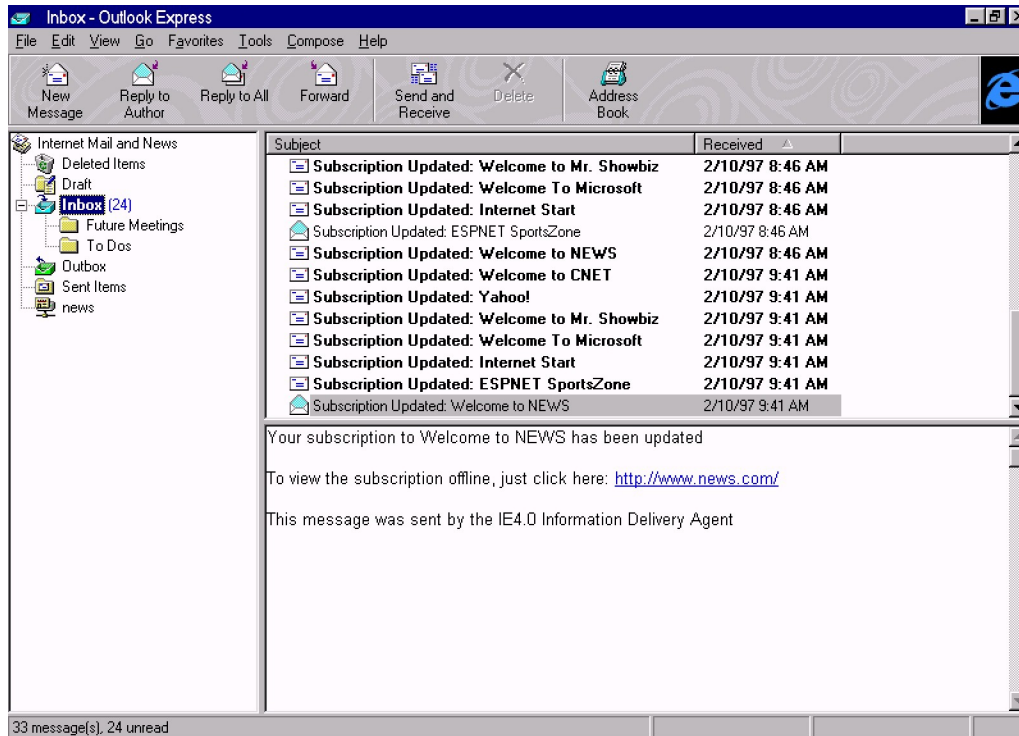 Inbox - Outlook Express
File Edit View Go Favorites Tools Compose Help
New Message
Reply to Author
Reply to All
Forward
Send and Receive
Delete
Address Book
Internet Mail and News
Deleted Items
Draft
Inbox (24)
Future Meetings
To Dos
Outbox
Sent Items
news
Subject Received
Subscription Updated: Welcome to Mr. Showbiz 2/10/97 8:46 AM
Subscription Updated: Welcome To Microsoft 2/10/97 8:46 AM
Subscription Updated: Internet Start 2/10/97 8:46 AM
Subscription Updated: ESPNET SportsZone 2/10/97 8:46 AM
Subscription Updated: Welcome to NEWS 2/10/97 8:46 AM
Subscription Updated: Welcome to CNET 2/10/97 9:41 AM
Subscription Updated: Yahoo! 2/10/97 9:41 AM
Subscription Updated: Welcome to Mr. Showbiz 2/10/97 9:41 AM
Subscription Updated: Welcome To Microsoft 2/10/97 9:41 AM
Subscription Updated: Internet Start 2/10/97 9:41 AM
Subscription Updated: ESPNET SportsZone 2/10/97 9:41 AM
Subscription Updated: Welcome to NEWS 2/10/97 9:41 AM
Your subscription to Welcome to NEWS has been updated
To view the subscription offline, just click here: http://www.news.com/
This message was sent by the IE4.0 Information Delivery Agent
33 message(s), 24 unread